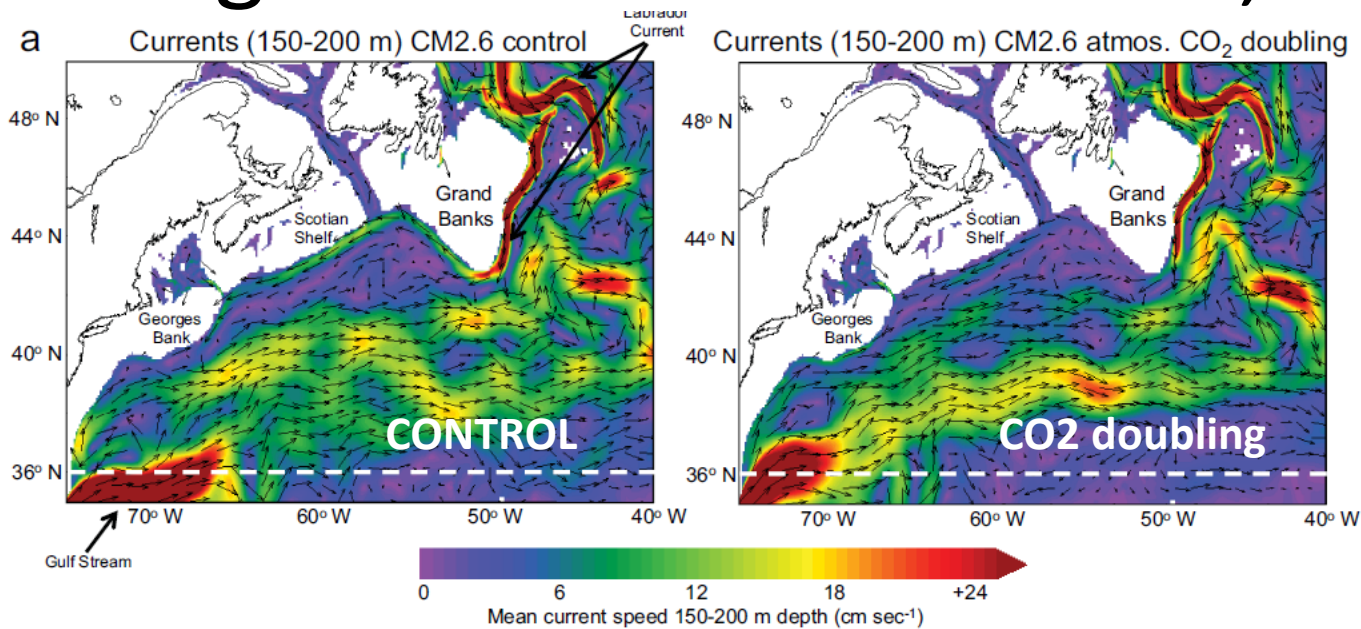 Labrador
Current
a
Currents (150-200 m) CM2.6 control
Currents (150-200 m) CM2.6 atmos. CO₂ doubling
48° N
44° N
40° N
36° N
Grand
Banks
Scotian
Shelf
Georges
Bank
CONTROL
70° W
60° W
50° W
40° W
Gulf Stream
48° N
44° N
40° N
36° N
Grand
Banks
Scotian
Shelf
Georges
Bank
CO2 doubling
70° W
60° W
50° W
40° W
0
6
12
18
+24
Mean current speed 150-200 m depth (cm sec⁻¹)